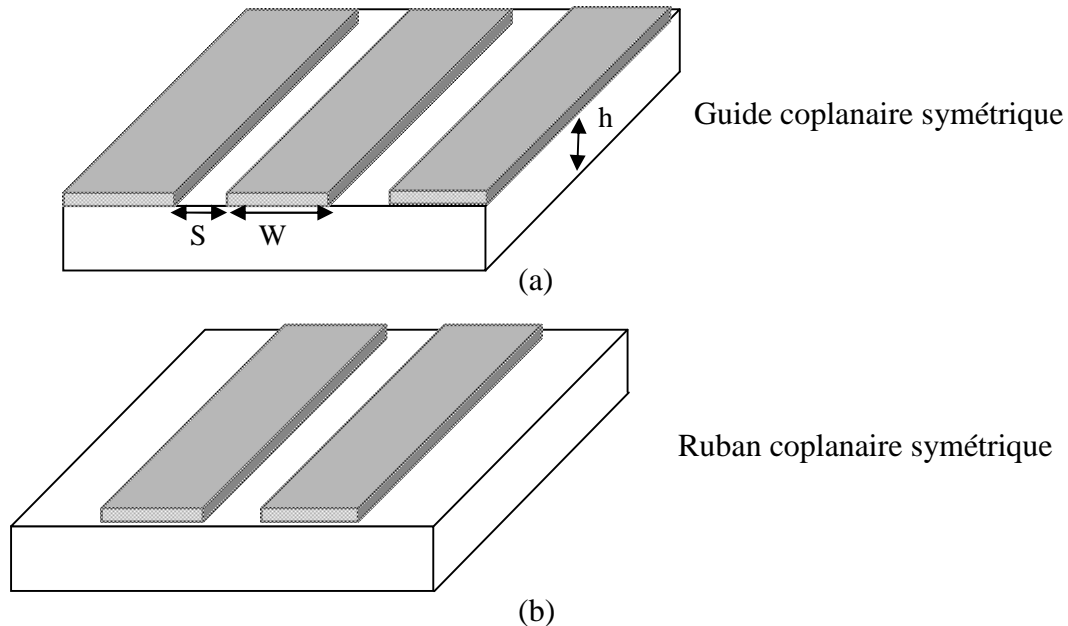 h
Guide coplanaire symétrique
S
W
(a)
Ruban coplanaire symétrique
(b)